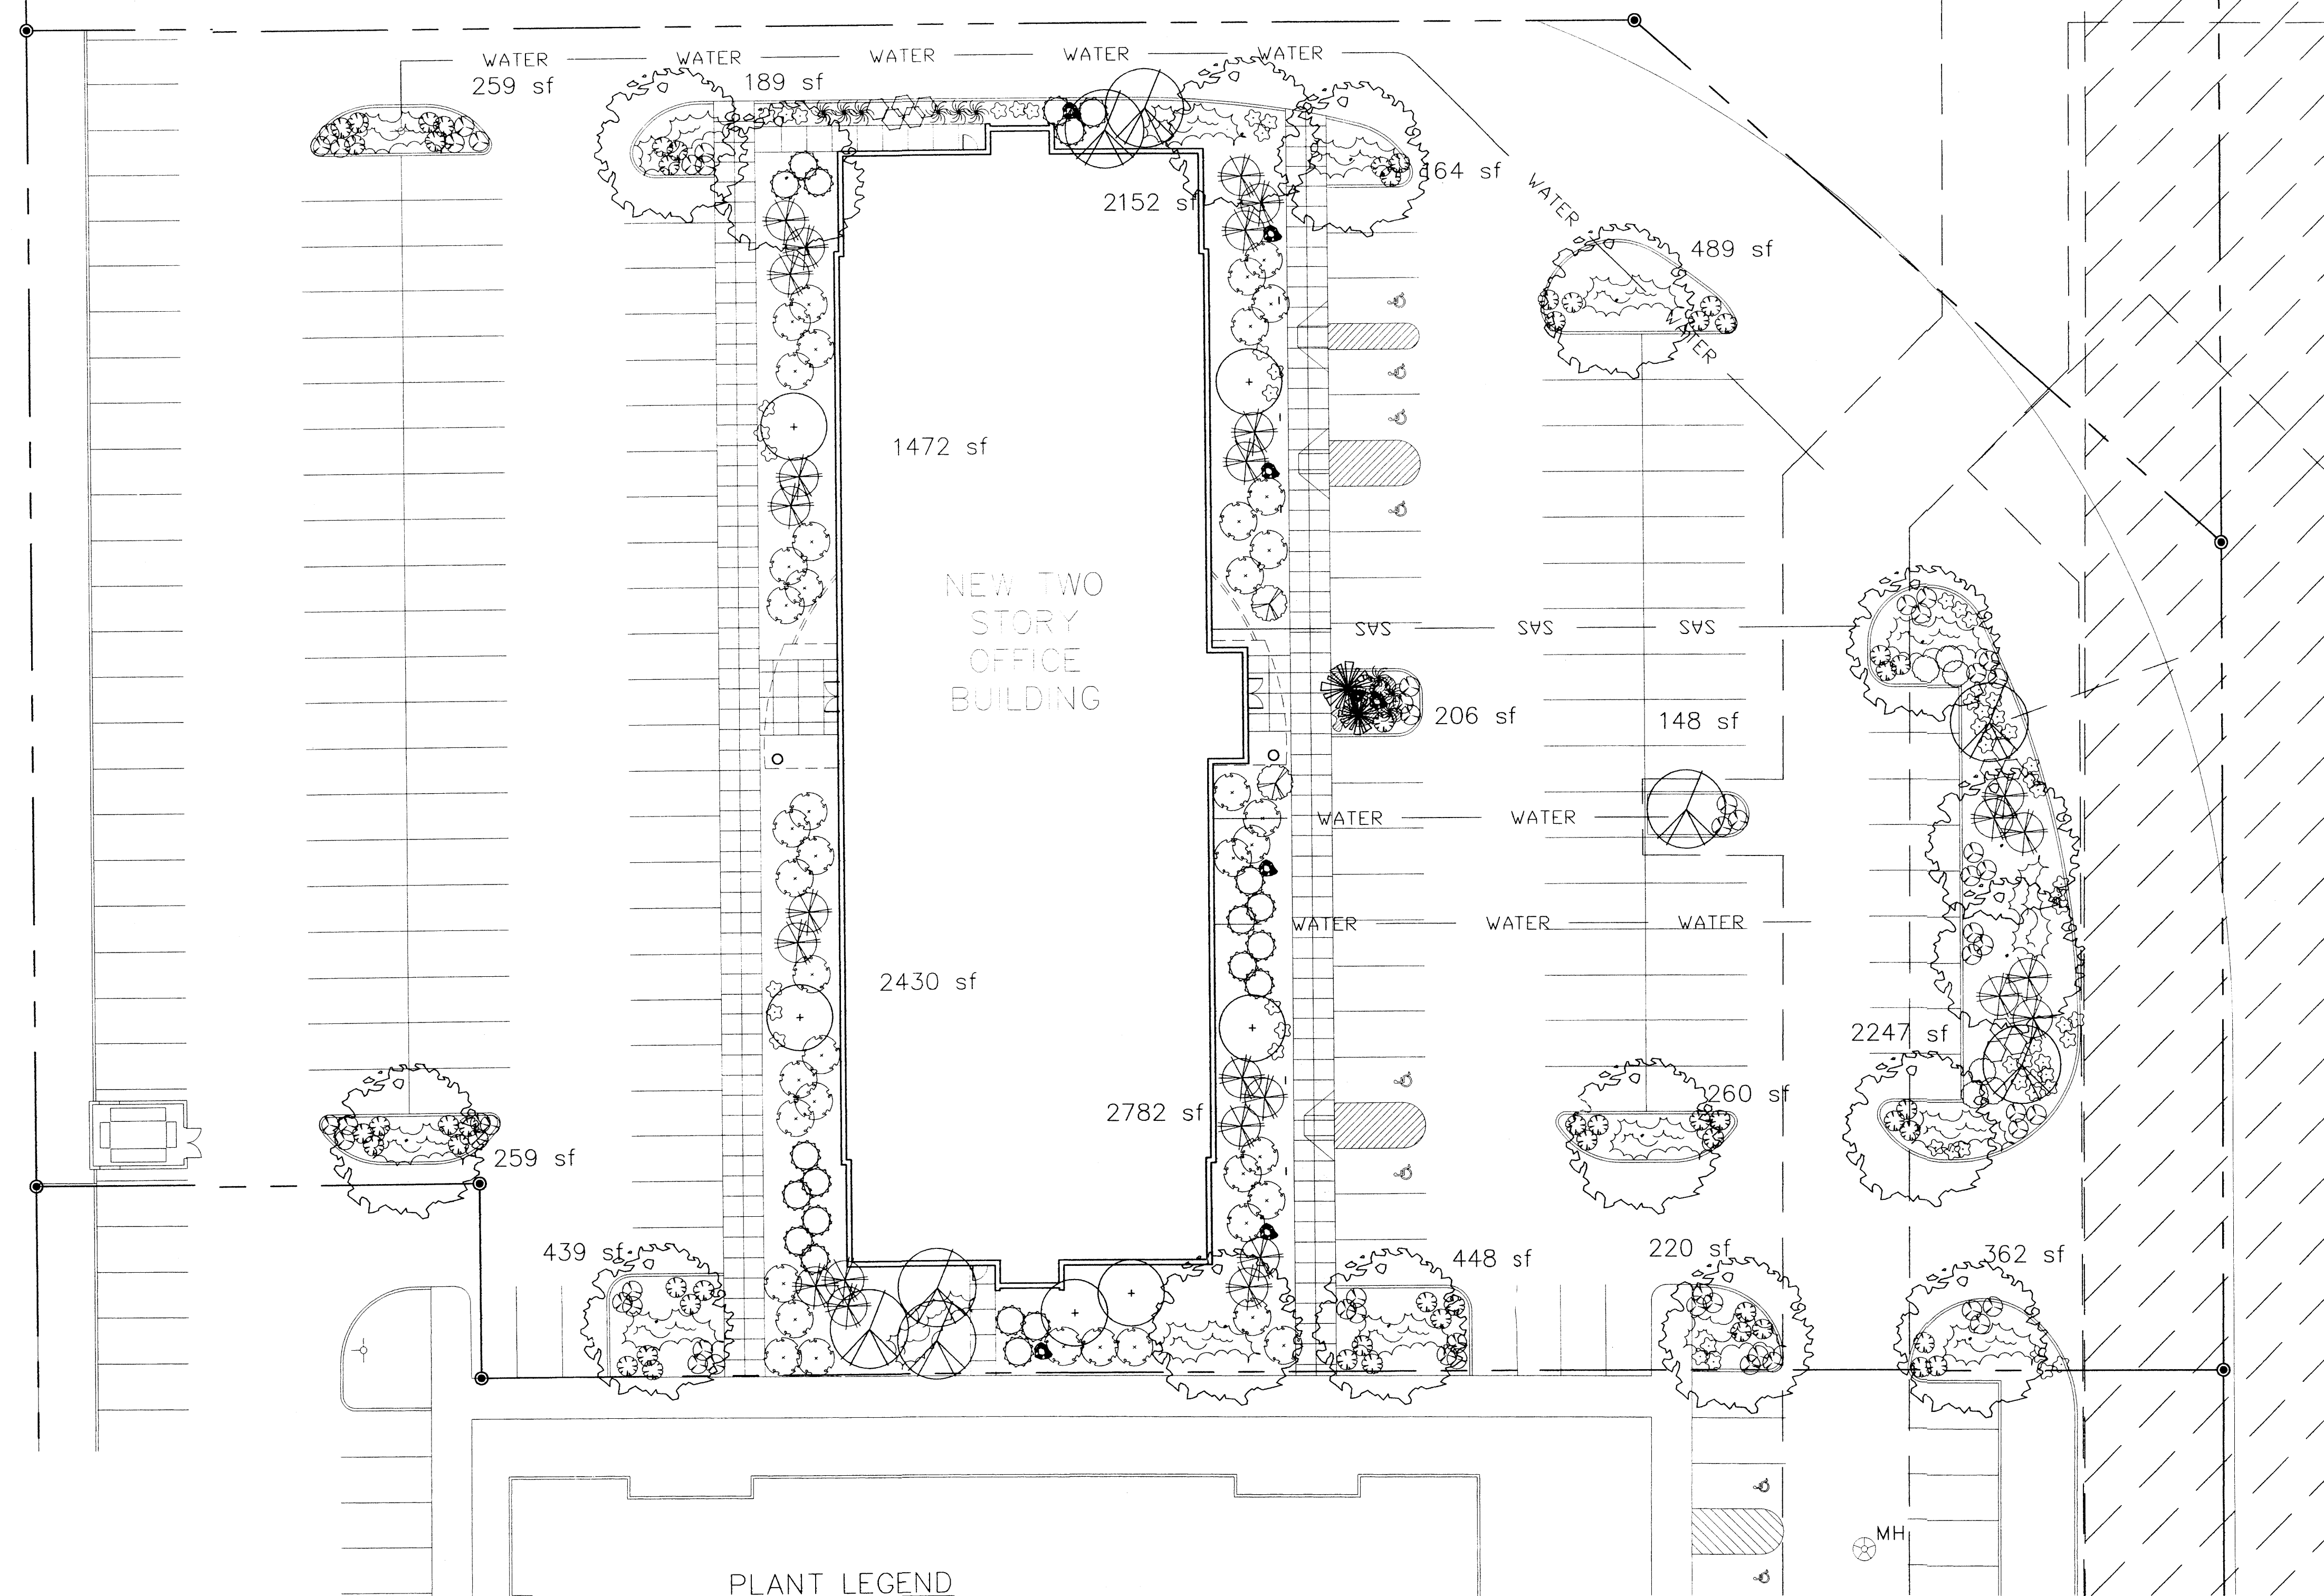 WATER WATER WATER WATER WATER
259 sf
189 sf
164 sf
2152 sf
WATER
489 sf
WATER
1472 sf
NEW TWO
STORY
OFFICE
BUILDING
SAS SAS SAS
206 sf
148 sf
WATER WATER
WATER WATER WATER
2430 sf
2247 sf
2782 sf
260 sf
259 sf
439 sf
448 sf
220 sf
362 sf
MH
PLANT LEGEND